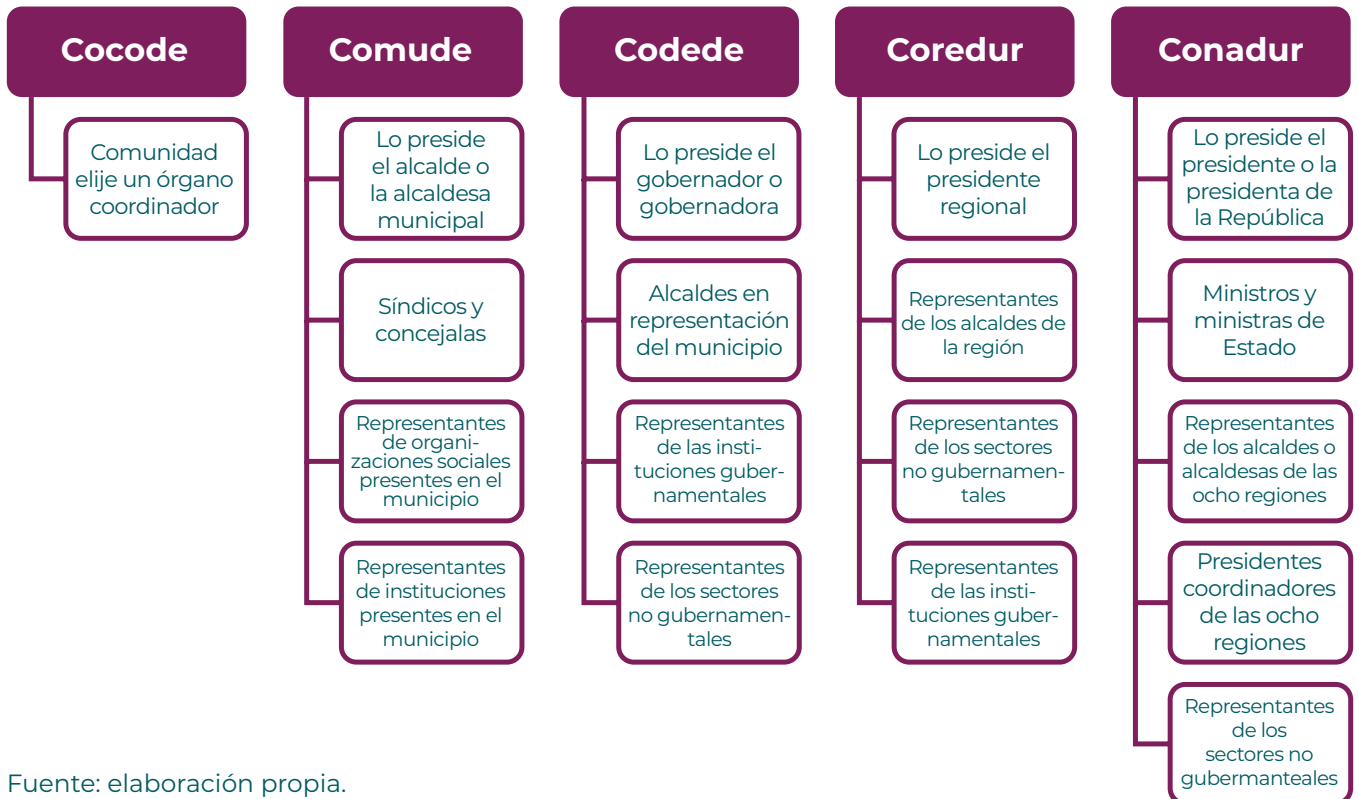 Cocode
Comunidad
elije un órgano
coordinador
Comude
Lo preside
el alcalde o
la alcaldesa
municipal
Síndicos y
concejalas
Representantes
de organi-
zaciones sociales
presentes en el
municipio
Representantes
de instituciones
presentes en el
municipio
Codede
Lo preside el
gobernador o
gobernadora
Alcaldes en
representación
del municipio
Representantes
de las insti-
tuciones guber-
namentales
Representantes
de los sectores
no gubernamen-
tales
Coredur
Lo preside el
presidente
regional
Representantes
de los alcaldes de
la región
Representantes
de los sectores
no gubernamen-
tales
Representantes
de las insti-
tuciones guber-
namentales
Conadur
Lo preside el
presidente o la
presidenta de
la República
Ministros y
ministras de
Estado
Representantes
de los alcaldes o
alcaldesas de las
ocho regiones
Presidentes
coordinadores
de las ocho
regiones
Representantes
de los
sectores no
gubermanteales
Fuente: elaboración propia.